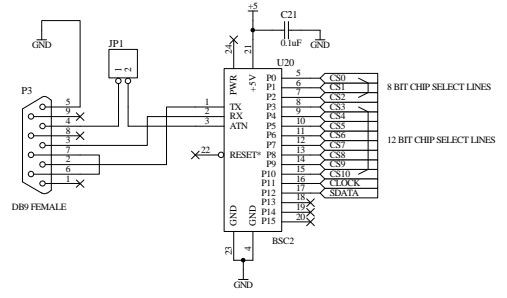 +5
C21
0.1uF
GND
GND
JP1
1 2
24
21
U20
P3
5
9
4
8
3
7
2
6
1
DB9 FEMALE
1 TX
2 RX
3 ATN
22 RESET*
PWR
+5V
P0 5 CS0
P1 6 CS1
P2 7 CS2
P3 8 CS3
P4 9 CS4
P5 10 CS5
P6 11 CS6
P7 12 CS7
P8 13 CS8
P9 14 CS9
P10 15 CS10
P11 16 CLOCK
P12 17 SDATA
P13 18
P14 19
P15 20
8 BIT CHIP SELECT LINES
12 BIT CHIP SELECT LINES
GND
GND
BSC2
23
4
GND